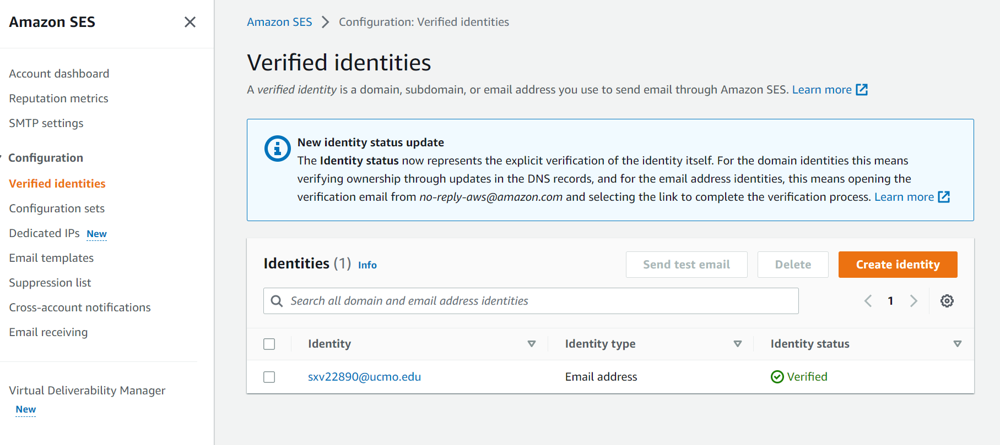 Amazon SES
Account dashboard
Reputation metrics
SMTP settings
Configuration
Verified identities
Configuration sets
Dedicated IPs New
Email templates
Suppression list
Cross-account notifications
Email receiving
Virtual Deliverability Manager
New
Amazon SES > Configuration: Verified identities
Verified identities
A verified identity is a domain, subdomain, or email address you use to send email through Amazon SES. Learn more
New identity status update
The Identity status now represents the explicit verification of the identity itself. For the domain identities this means
verifying ownership through updates in the DNS records, and for the email address identities, this means opening the
verification email from no-reply-aws@amazon.com and selecting the link to complete the verification process. Learn more
Identities (1) Info
Send test email
Delete
Create identity
Search all domain and email address identities
1
Identity Identity type Identity status
sxv22890@ucmo.edu Email address Verified